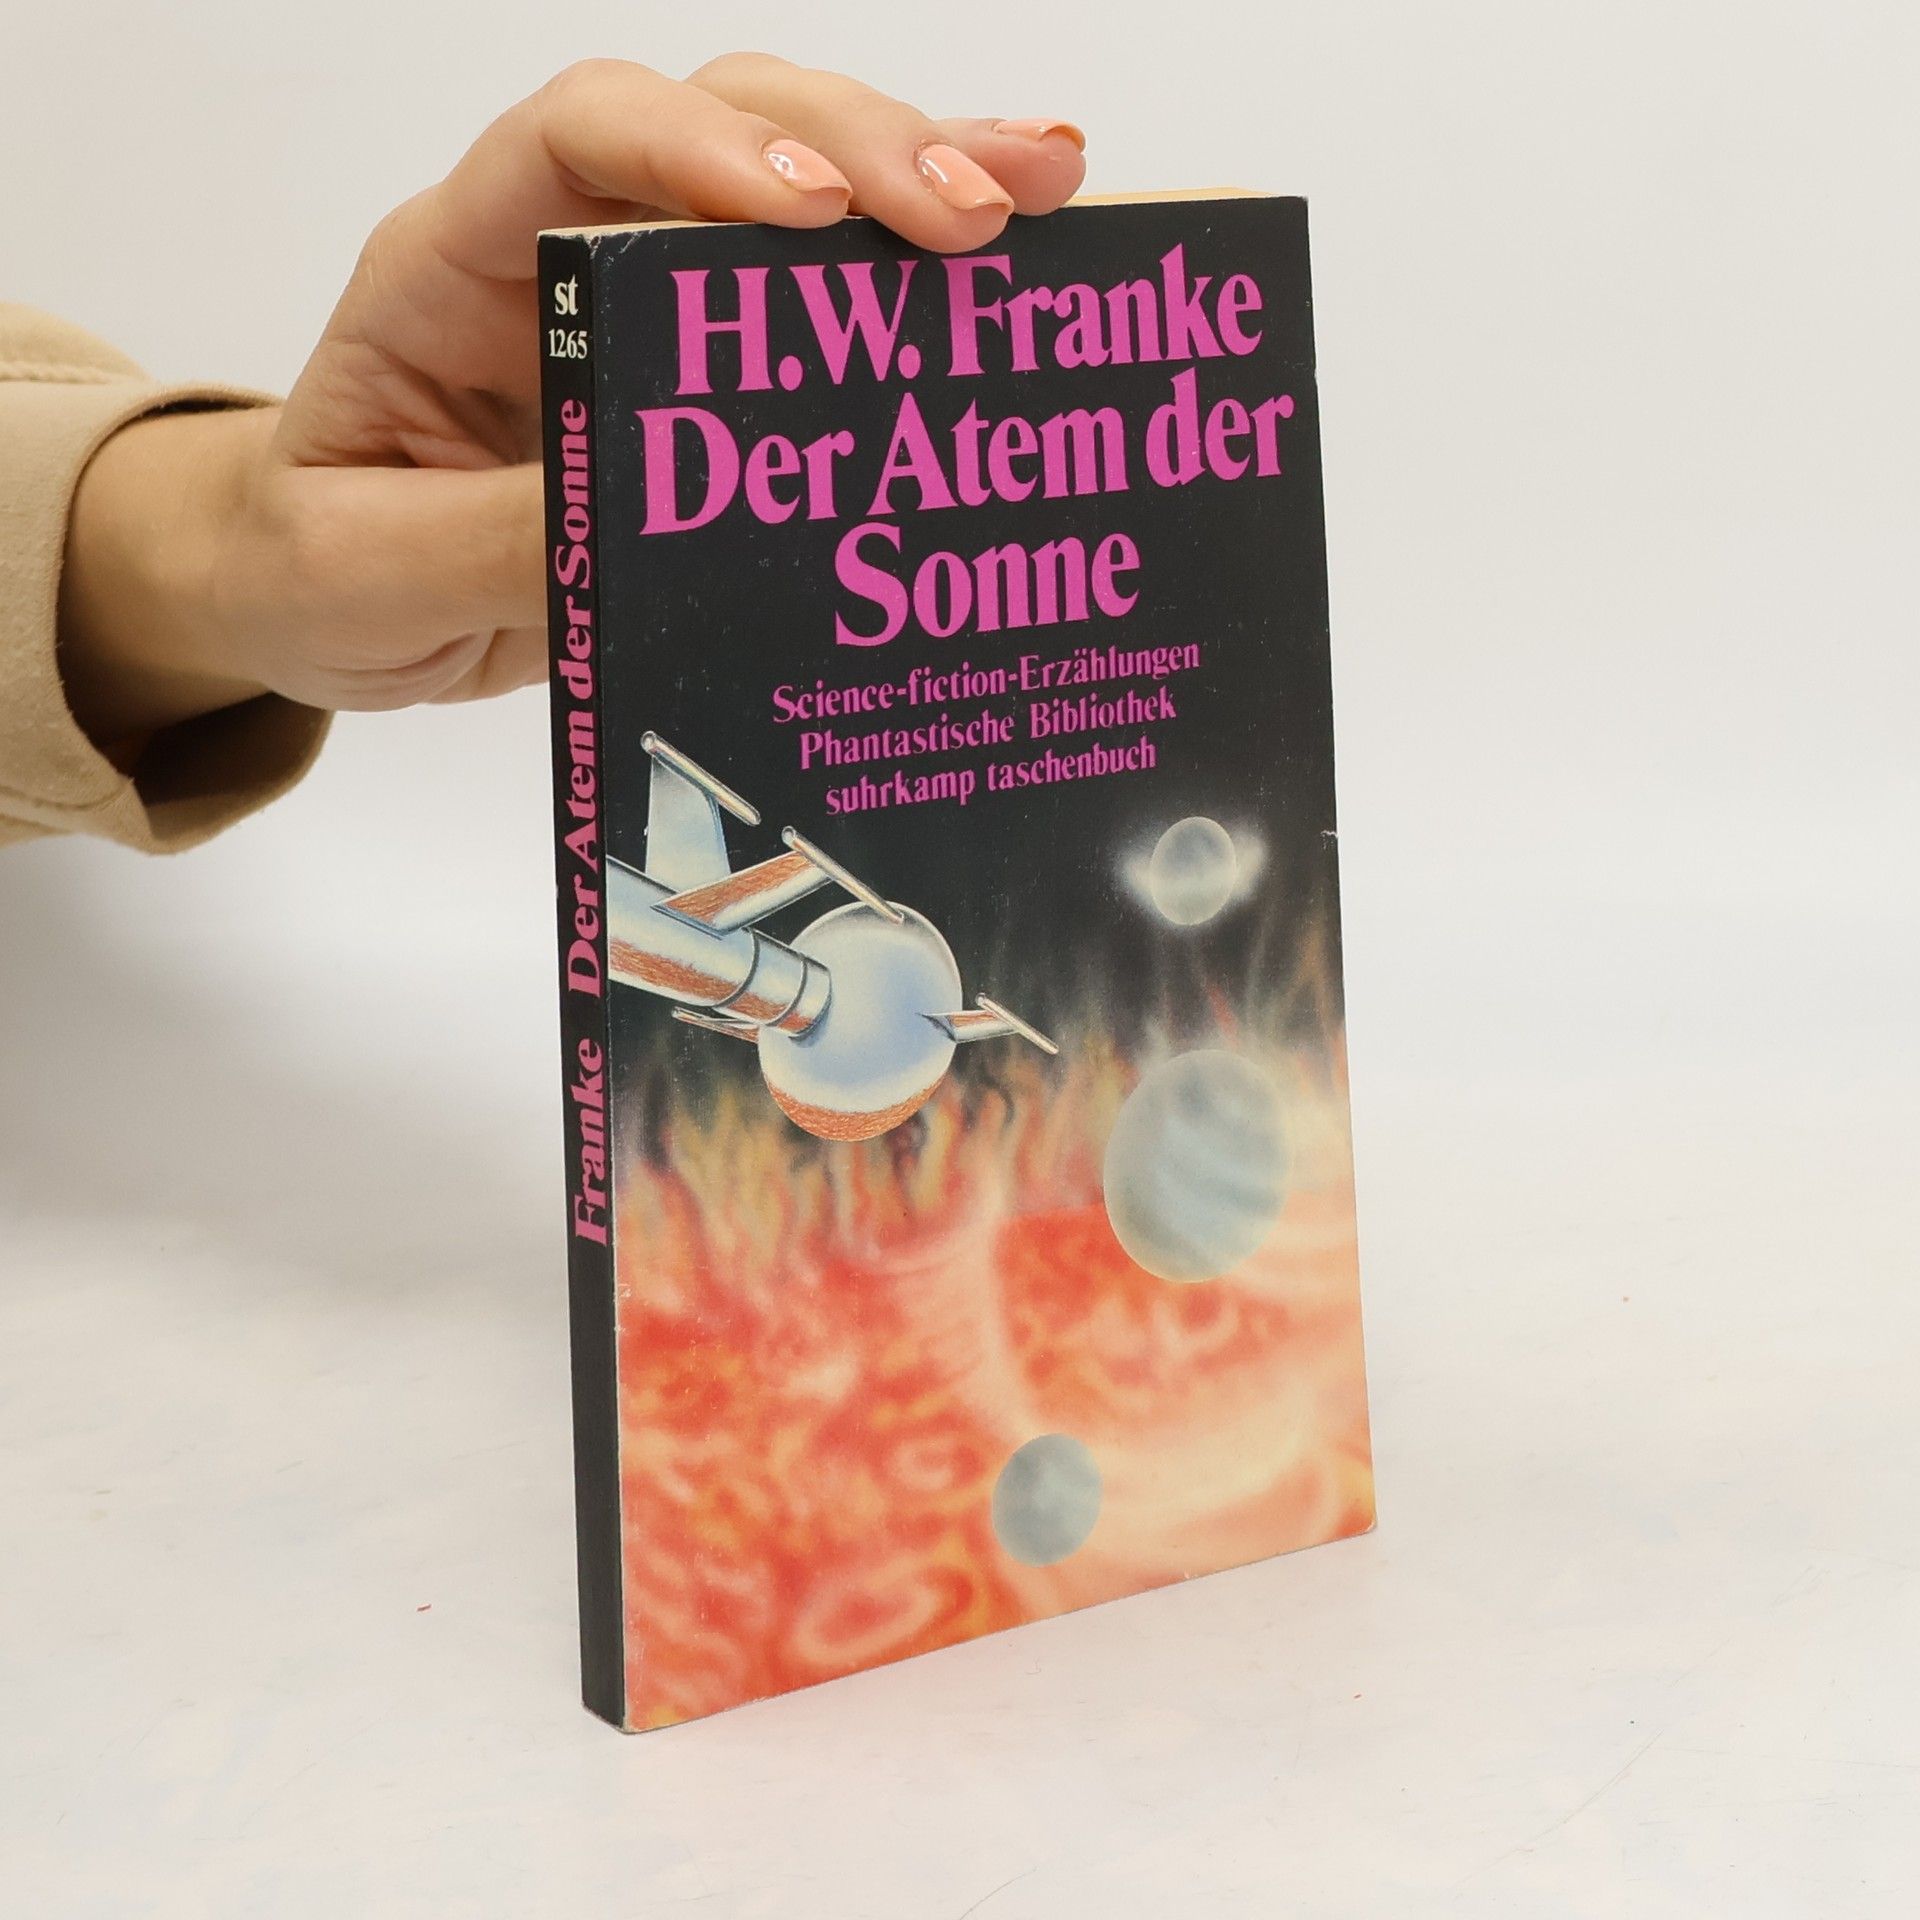 st
1265
Franke Der Atem der Sonne
H.W. Franke
Der Atem der
Sonne
Science-fiction-Erzählungen
Phantastische Bibliothek
suhrkamp taschenbuch